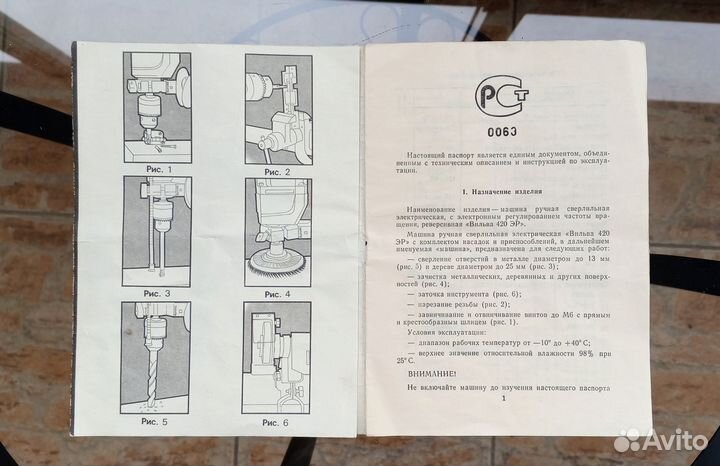 Рис. 1
Рис. 2
Рис. 3
Рис. 4
Рис. 5
Рис. 6
РСТ
0063
Настоящий паспорт является единым документом, объеди-
ненным с техническим описанием и инструкцией по эксплуа-
тации.
1. Назначение изделия
Наименование изделия — машина ручная сверлильная
электрическая, с электронным регулированием частоты вра-
щения, реверсивная «Вильва 420 ЭР».
Машина ручная сверлильная электрическая «Вильва 420
ЭР» с комплектом насадок и приспособлений, в дальнейшем
именуемая «машина», предназначена для следующих работ:
— сверление отверстий в металле диаметром до 13 мм
(рис. 5) и дереве диаметром до 25 мм (рис. 3);
— зачистка металлических, деревянных и других поверх-
ностей (рис. 4);
— заточка инструмента (рис. 6);
— нарезание резьбы (рис. 2);
— завинчивание и отвинчивание винтов до М6 с прямым
и крестообразным шлицем (рис. 1).
Условия эксплуатации:
— диапазон рабочих температур от —10° до +40° С;
— верхнее значение относительной влажности 98% при
25° С.
ВНИМАНИЕ!
Не включайте машину до изучения настоящего паспорта
1
Avito